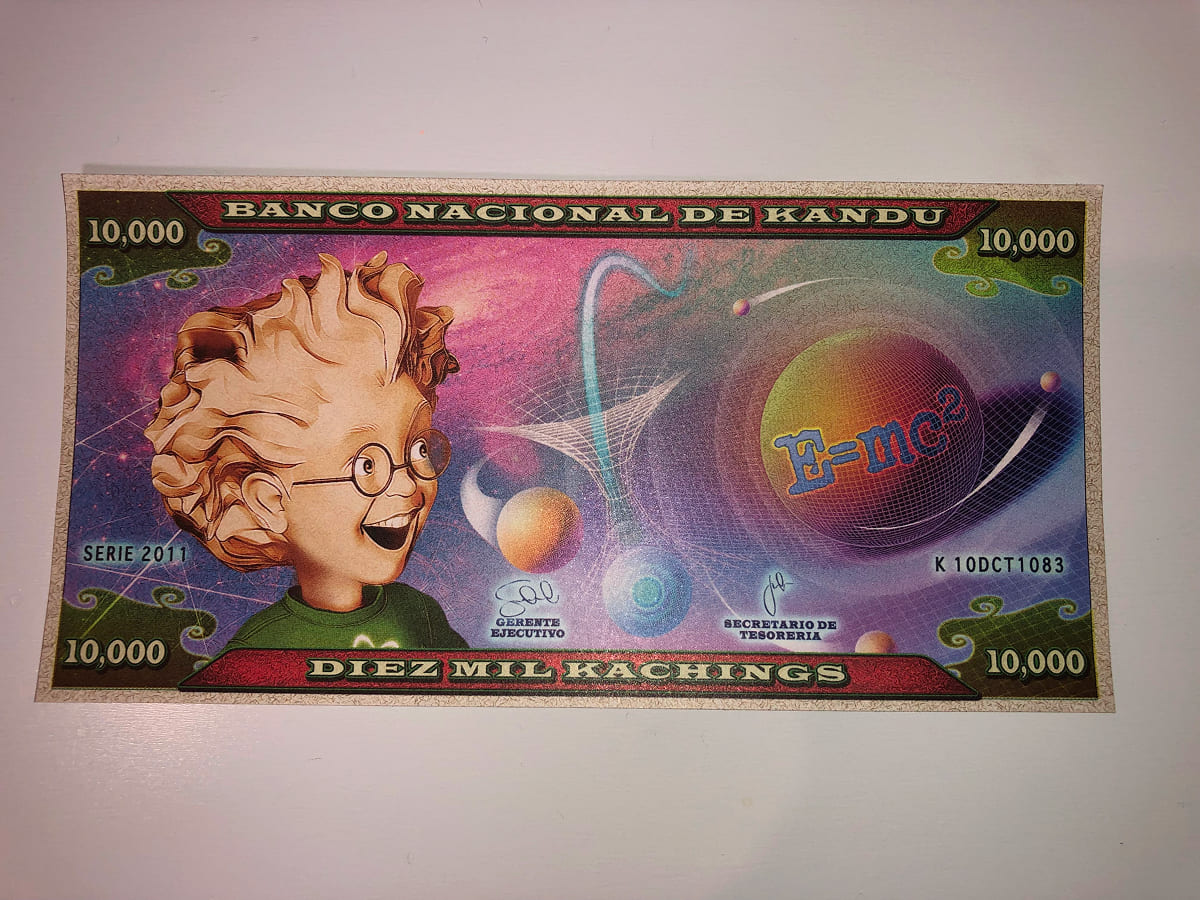 BANCO NACIONAL DE KANDU
10,000
10,000
E=mc²
SERIE 2011
K 10DCT1083
GERENTE
EJECUTIVO
SECRETARIO DE
TESORERIA
10,000
10,000
DIEZ MIL KACHINGS